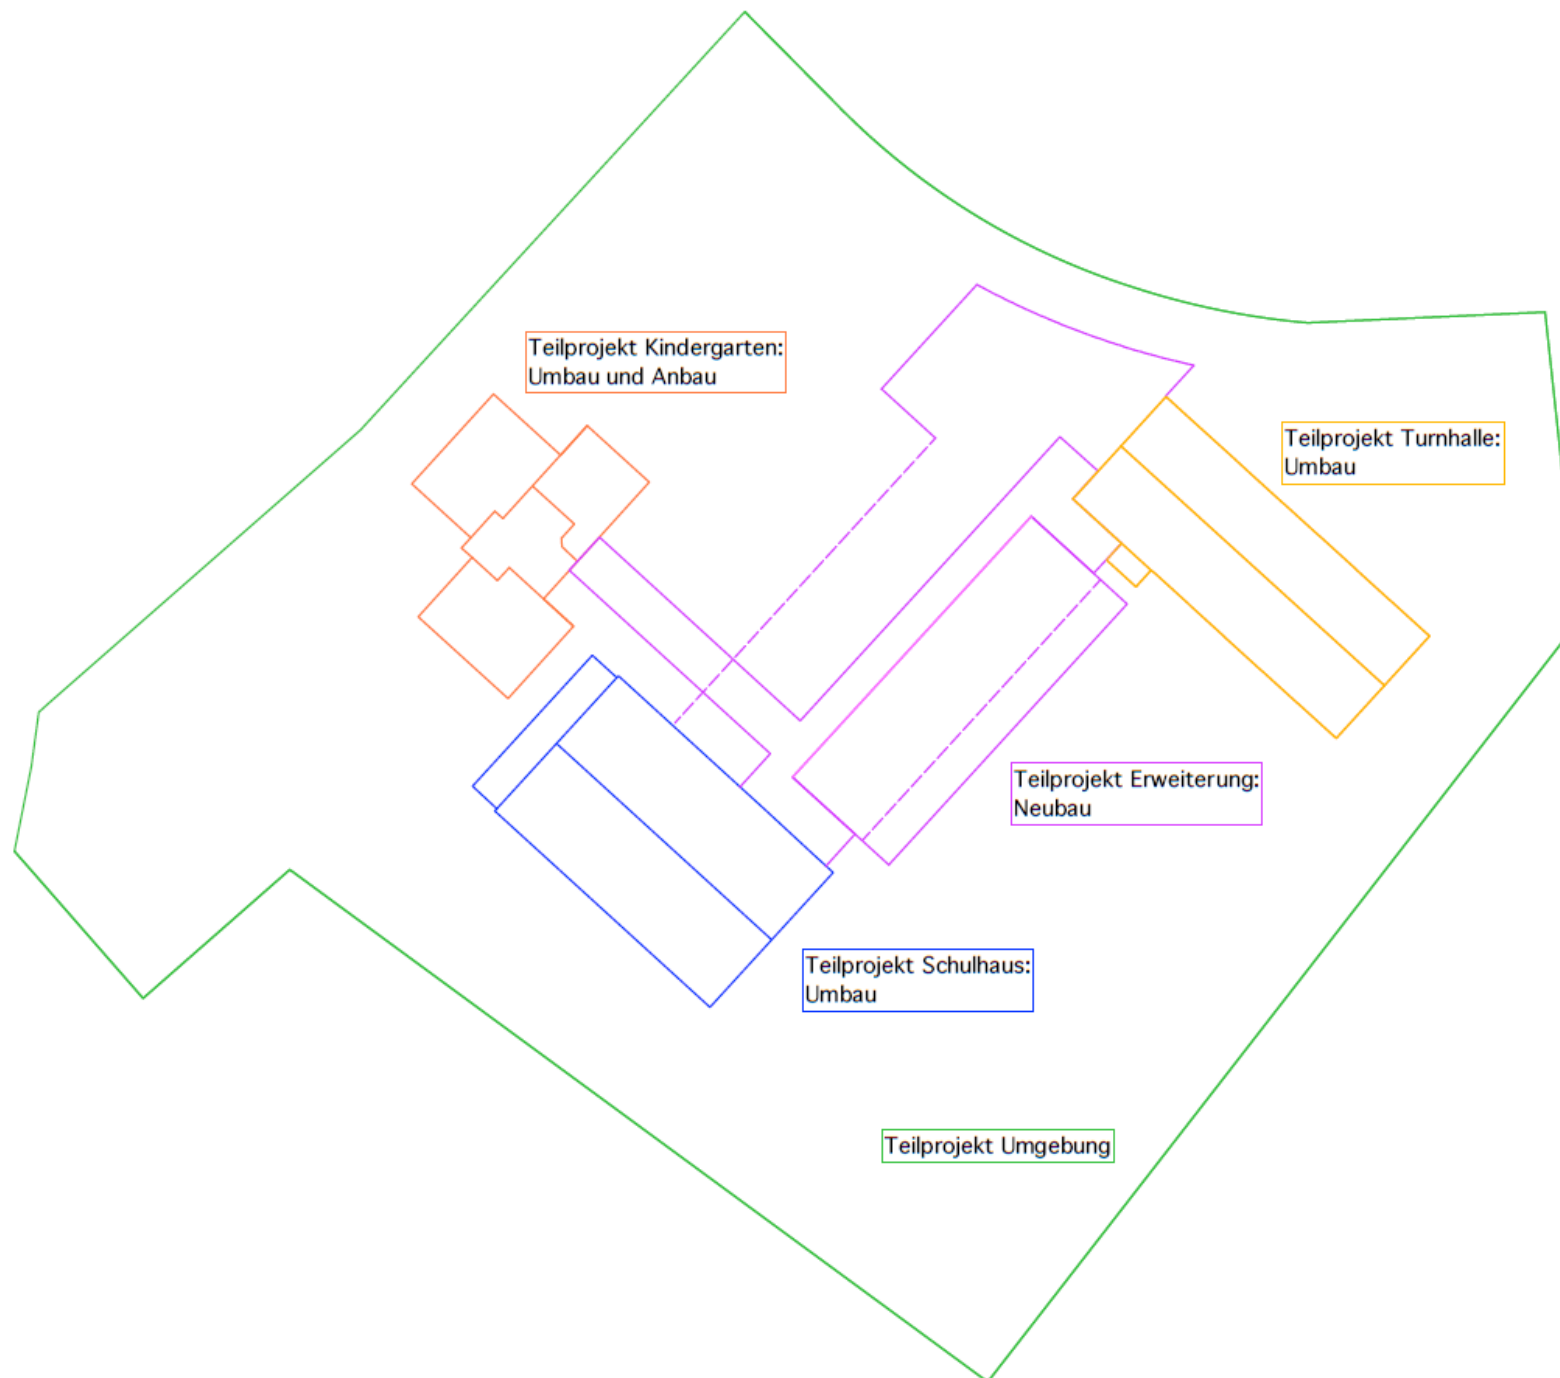 Teilprojekt Kindergarten:
Umbau und Anbau
Teilprojekt Turnhalle:
Umbau
Teilprojekt Erweiterung:
Neubau
Teilprojekt Schulhaus:
Umbau
Teilprojekt Umgebung